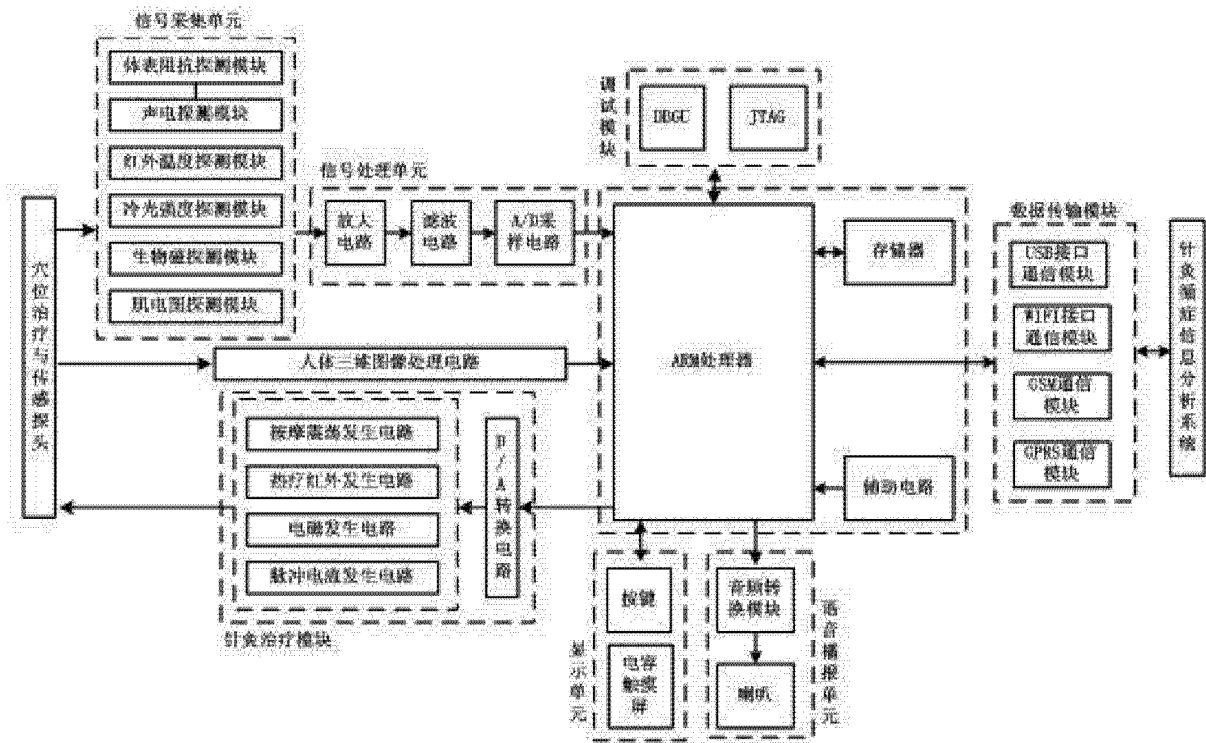 信号采集单元
体表阻抗探测模块
声电探测模块
红外温度探测模块
冷光强度探测模块
生物磁探测模块
肌电图探测模块
穴位治疗与传感探头
信号处理单元
放大
电路
滤波
电路
A/D采
样电路
调试模块
DBGU
JTAG
人体三维图像处理电路
ARM处理器
存储器
辅助电路
数据传输模块
USB接口
通信模块
WIFI接口
通信模块
GSM通信
模块
GPRS通信
模块
针灸循症信息分析系统
按摩震荡发生电路
热疗红外发生电路
电磁发生电路
脉冲电流发生电路
D/A转换电路
针灸治疗模块
按键
电容
触摸
屏
显示单元
音频转
换模块
喇叭
语音播报单元